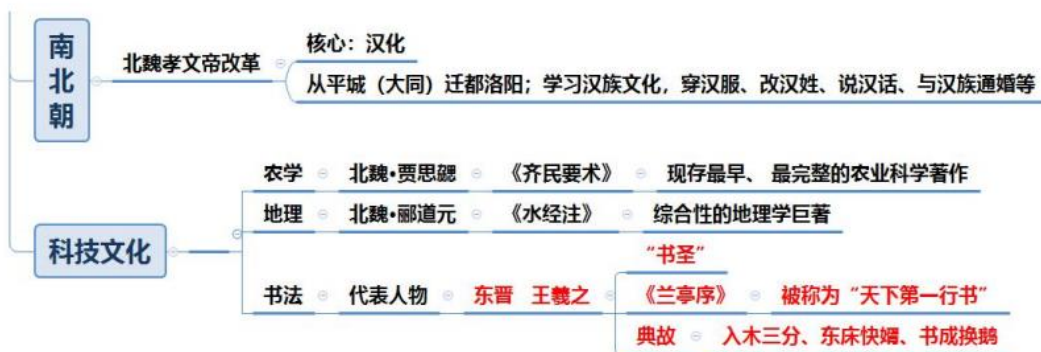 南北朝
北魏孝文帝改革
核心：汉化
从平城（大同）迁都洛阳；学习汉族文化，穿汉服、改汉姓、说汉话、与汉族通婚等
科技文化
农学
北魏·贾思勰
《齐民要术》
现存最早、最完整的农业科学著作
地理
北魏·郦道元
《水经注》
综合性的地理学巨著
书法
代表人物
东晋 王羲之
“书圣”
《兰亭序》
被称为“天下第一行书”
典故
入木三分、东床快婿、书成换鹅